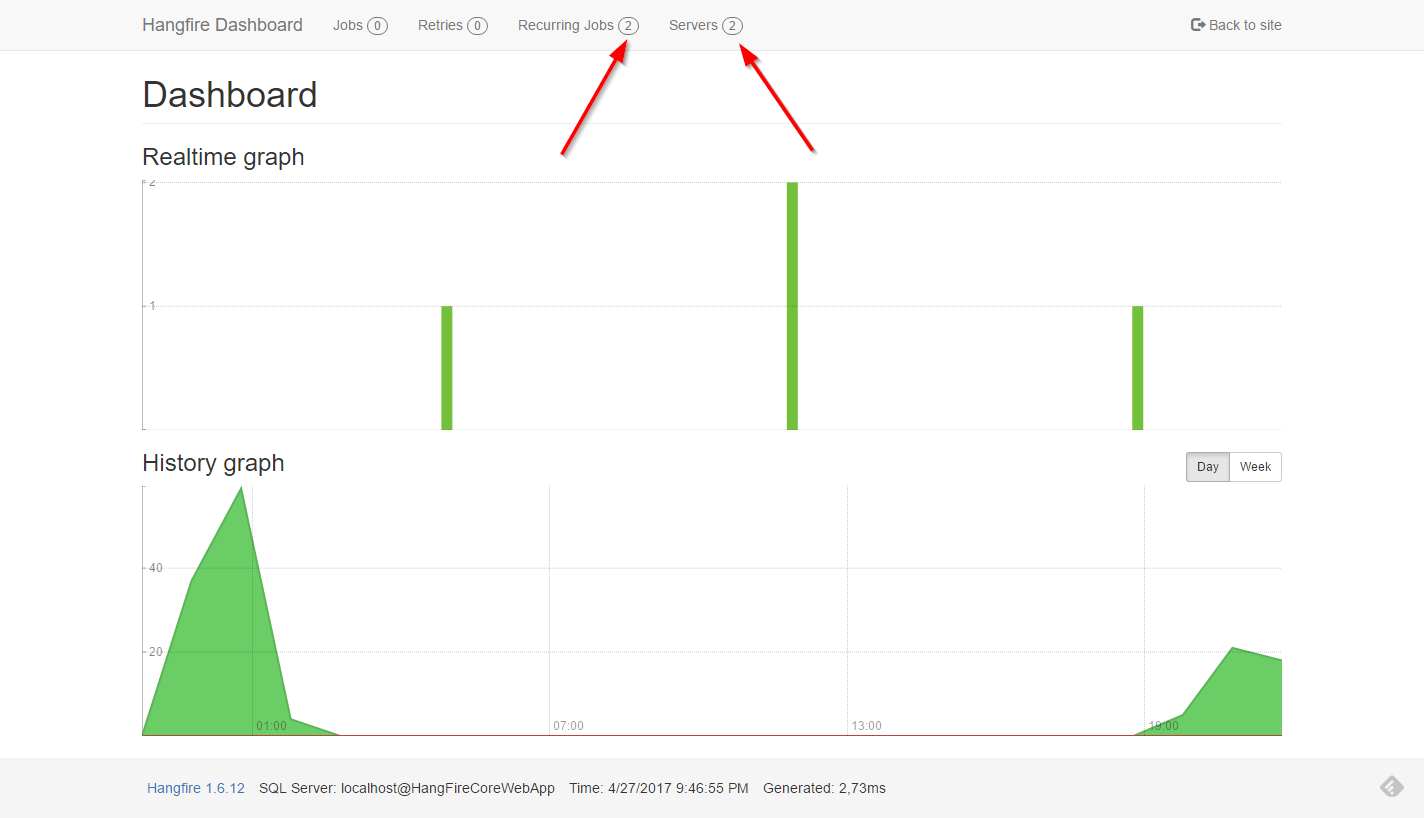 Hangfire Dashboard Jobs 0 Retries 0 Recurring Jobs 2 Servers 2 Back to site
Dashboard
Realtime graph
2
1
History graph Day Week
40
20
01:00 07:00 13:00 19:00
Hangfire 1.6.12 SQL Server: localhost@HangFireCoreWebApp Time: 4/27/2017 9:46:55 PM Generated: 2,73ms